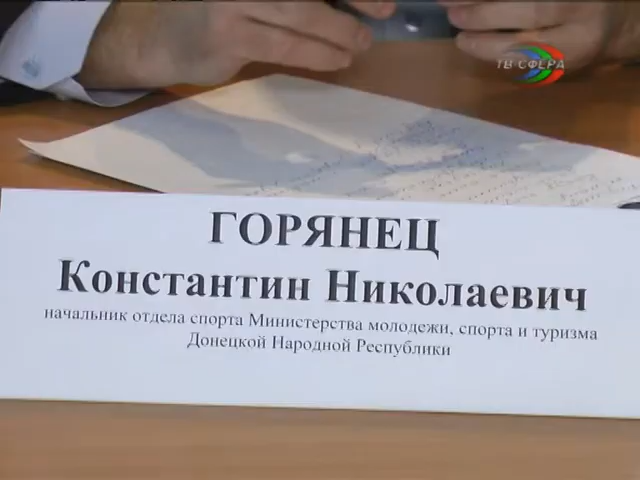 ТВ СФЕРА
ГОРЯНЕЦ
Константин Николаевич
начальник отдела спорта Министерства молодежи, спорта и туризма
Донецкой Народной Республики